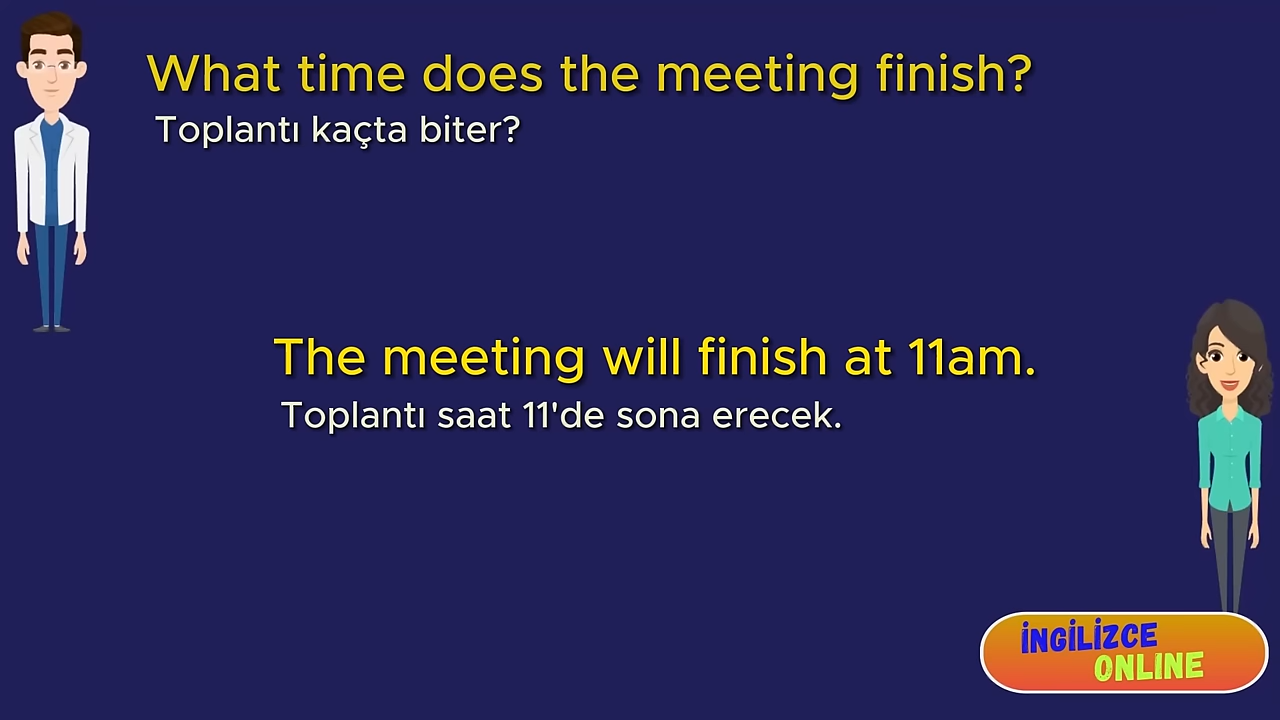 What time does the meeting finish?
Toplantı kaçta biter?
The meeting will finish at 11am.
Toplantı saat 11'de sona erecek.
İNGİLİZCE
ONLINE